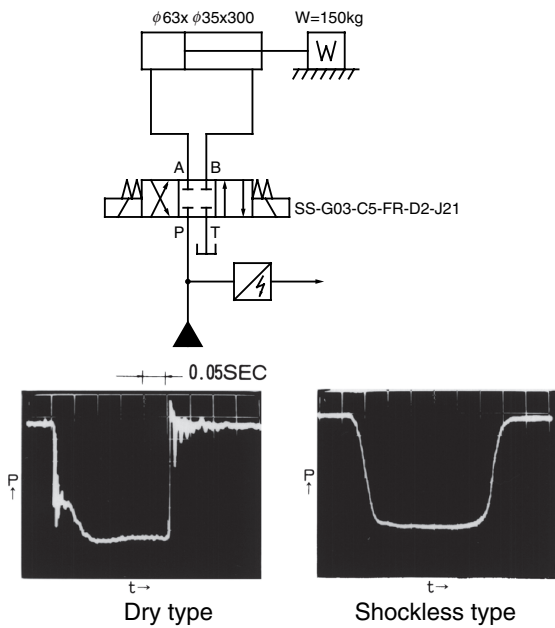 φ63x φ35x300
W=150kg
W
A
B
SS-G03-C5-FR-D2-J21
P
T
0.05SEC
P
↑
t→
Dry type
P
↑
t→
Shockless type